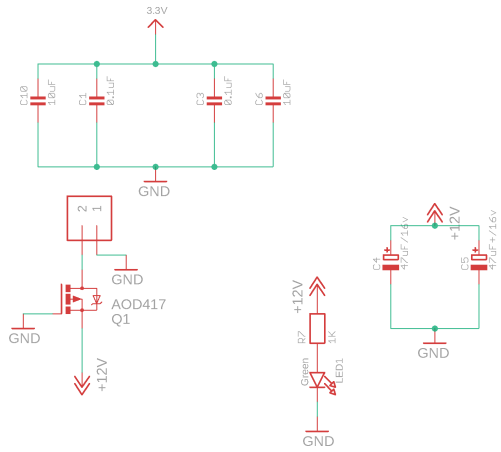 3.3V
C10
10uF
C1
0.1uF
C3
0.1uF
C6
10uF
GND
2
1
GND
AOD417
Q1
GND
+12V
+12V
R7
1K
Green
LED1
GND
+12V
C4
47uF/16v
C5
47uF+/16v
GND